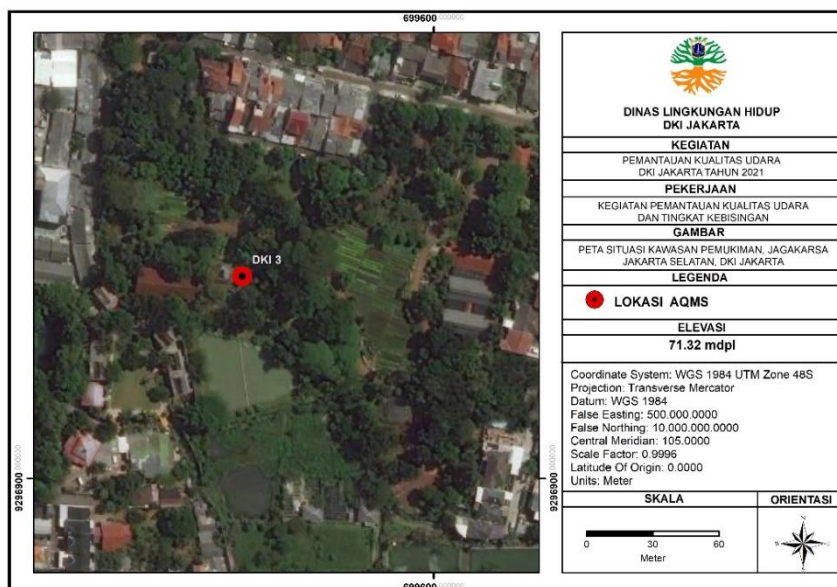 699600.000000
DKI 3
9296900.000000
9296900.000000
699600.000000
DINAS LINGKUNGAN HIDUP
DKI JAKARTA
KEGIATAN
PEMANTAUAN KUALITAS UDARA
DKI JAKARTA TAHUN 2021
PEKERJAAN
KEGIATAN PEMANTAUAN KUALITAS UDARA
DAN TINGKAT KEBISINGAN
GAMBAR
PETA SITUASI KAWASAN PEMUKIMAN, JAGAKARSA
JAKARTA SELATAN, DKI JAKARTA
LEGENDA
LOKASI AQMS
ELEVASI
71.32 mdpl
Coordinate System: WGS 1984 UTM Zone 48S
Projection: Transverse Mercator
Datum: WGS 1984
False Easting: 500.000.0000
False Northing: 10.000.000.0000
Central Meridian: 105.0000
Scale Factor: 0.9996
Latitude Of Origin: 0.0000
Units: Meter
SKALA
ORIENTASI
0 30 60
Meter